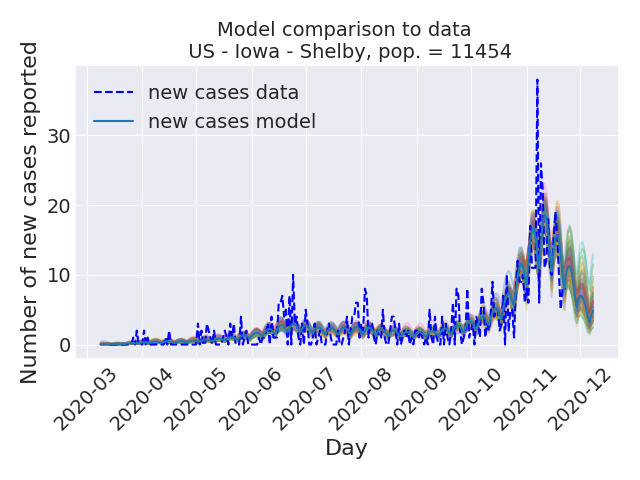 Model comparison to data
US - Iowa - Shelby, pop. = 11454
Number of new cases reported
new cases data
new cases model
30
20
10
0
2020-03
2020-04
2020-05
2020-06
2020-07
2020-08
2020-09
2020-10
2020-11
2020-12
Day